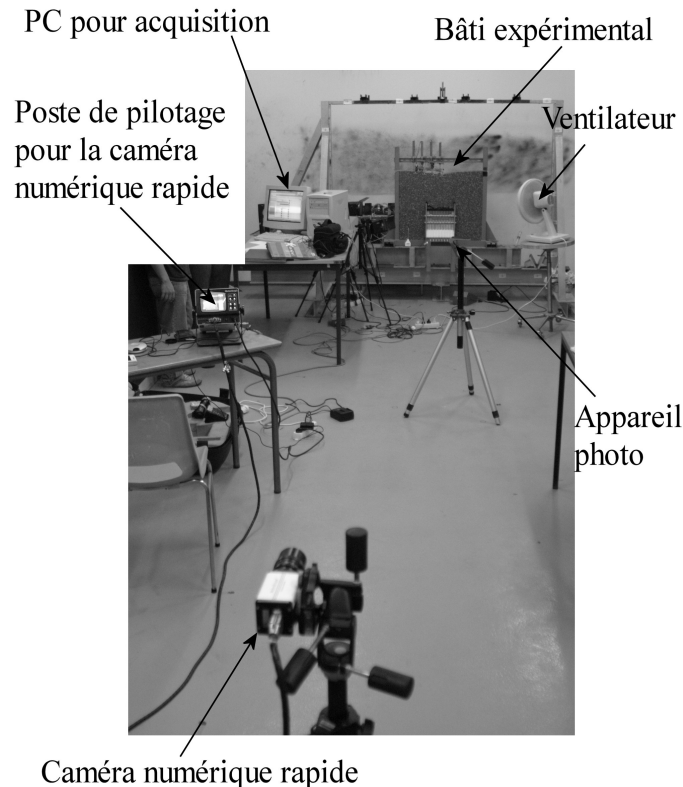 PC pour acquisition
Bâti expérimental
Poste de pilotage
pour la caméra
numérique rapide
Ventilateur
Appareil
photo
Caméra numérique rapide